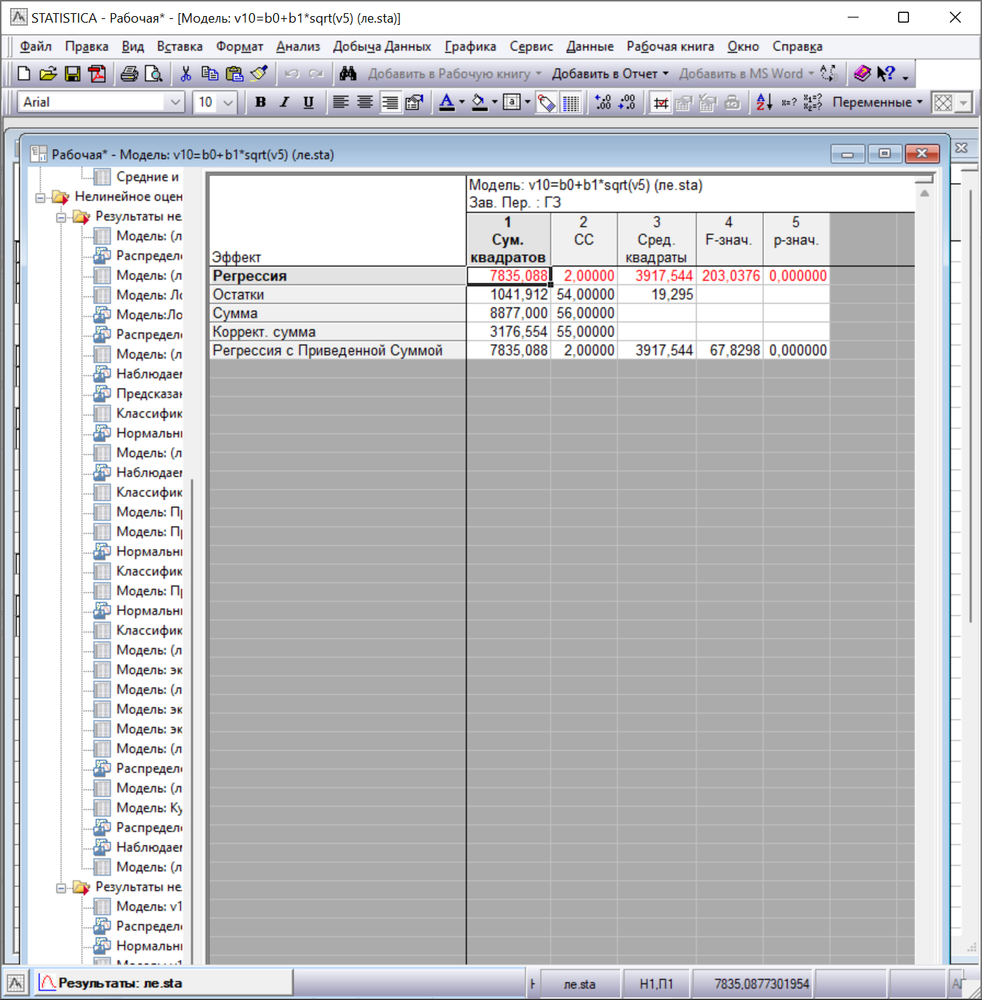 STATISTICA - Рабочая* - [Модель: v10=b0+b1*sqrt(v5) (ле.sta)]
Файл Правка Вид Вставка Формат Анализ Добыча Данных Графика Сервис Данные Рабочая книга Окно Справка
Добавить в Рабочую книгу Добавить в Отчет Добавить в MS Word
Arial 10 B I U Переменные
Рабочая* - Модель: v10=b0+b1*sqrt(v5) (ле.sta)
Средние и
Нелинейное оцен
Результаты не
Модель: (л
Распредел
Модель: (л
Модель: Ло
Модель:Ло
Распредел
Модель: (л
Наблюдае
Предсказа
Классифик
Нормальн
Модель: (л
Наблюдае
Классифик
Модель: П
Модель: П
Нормальн
Классифик
Модель: П
Нормальн
Классифик
Модель: (л
Модель: эк
Модель: (л
Модель: эк
Модель: эк
Модель: (л
Распредел
Модель: (л
Модель: Ку
Распредел
Наблюдае
Модель: (л
Результаты не
Модель: v1
Распредел
Нормальн
Модель: v10=b0+b1*sqrt(v5) (ле.sta)
Зав. Пер. : ГЗ
1 2 3 4 5
Сум. СС Сред. F-знач. p-знач.
Эффект квадратов квадраты
Регрессия 7835,088 2,00000 3917,544 203,0376 0,000000
Остатки 1041,912 54,00000 19,295
Сумма 8877,000 56,00000
Коррект. сумма 3176,554 55,00000
Регрессия с Приведенной Суммой 7835,088 2,00000 3917,544 67,8298 0,000000
Результаты: ле.sta ле.sta Н1,П1 7835,0877301954